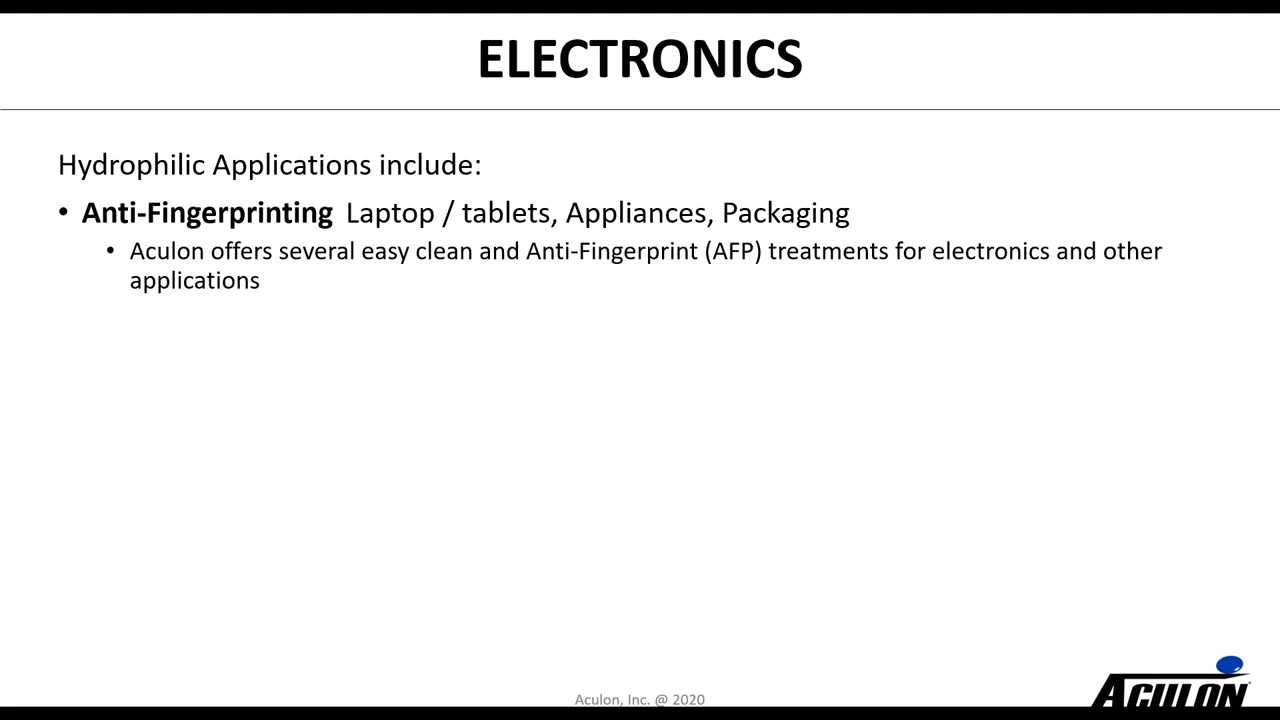 ELECTRONICS
Hydrophilic Applications include:
• Anti-Fingerprinting Laptop / tablets, Appliances, Packaging
• Aculon offers several easy clean and Anti-Fingerprint (AFP) treatments for electronics and other
applications
Aculon, Inc. @ 2020
ACULON